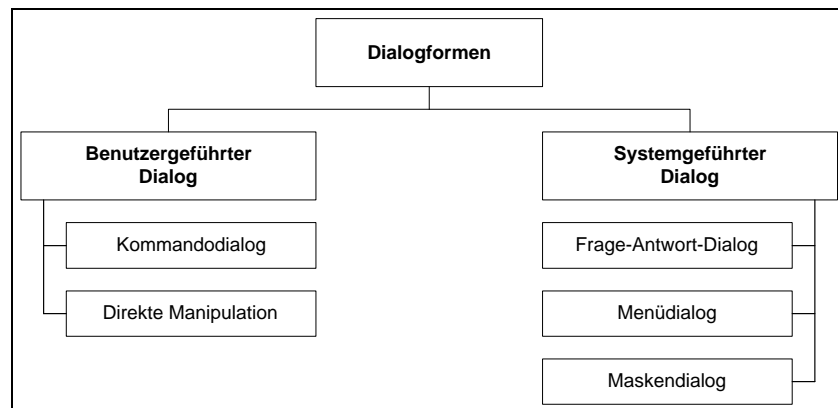 Dialogformen
Benutzergeführter
Dialog
Kommandodialog
Direkte Manipulation
Systemgeführter
Dialog
Frage-Antwort-Dialog
Menüdialog
Maskendialog